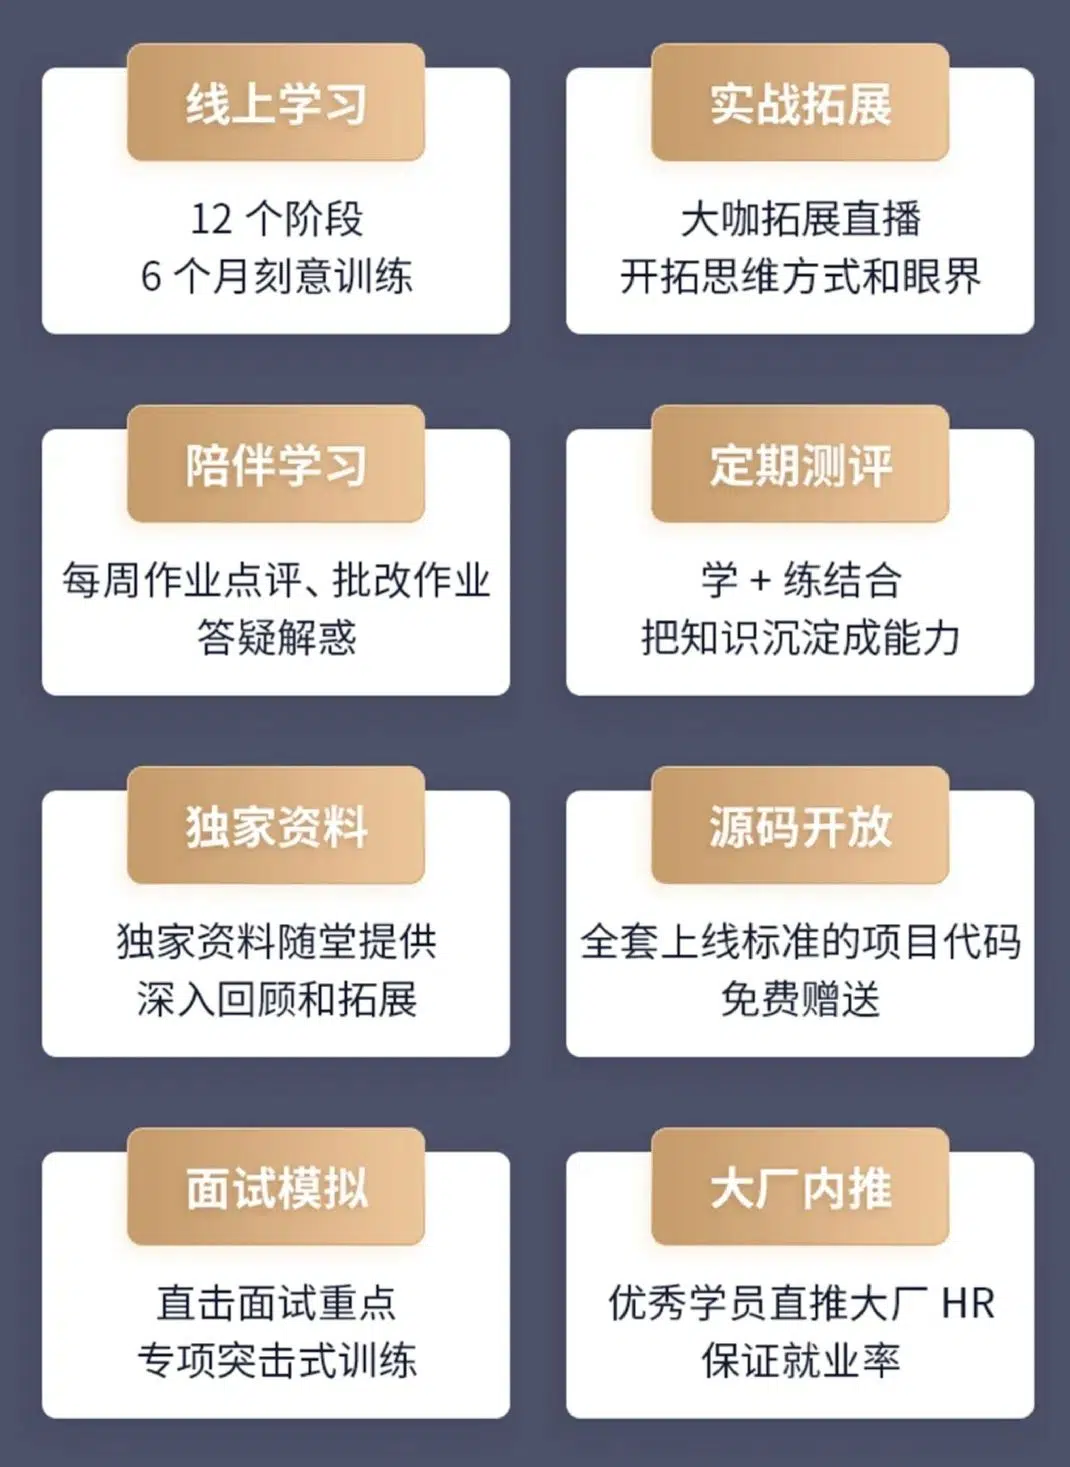 线上学习
12 个阶段
6 个月刻意训练
实战拓展
大咖拓展直播
开拓思维方式和眼界
陪伴学习
每周作业点评、批改作业
答疑解惑
定期测评
学 + 练结合
把知识沉淀成能力
独家资料
独家资料随堂提供
深入回顾和拓展
源码开放
全套上线标准的项目代码
免费赠送
面试模拟
直击面试重点
专项突击式训练
大厂内推
优秀学员直推大厂 HR
保证就业率